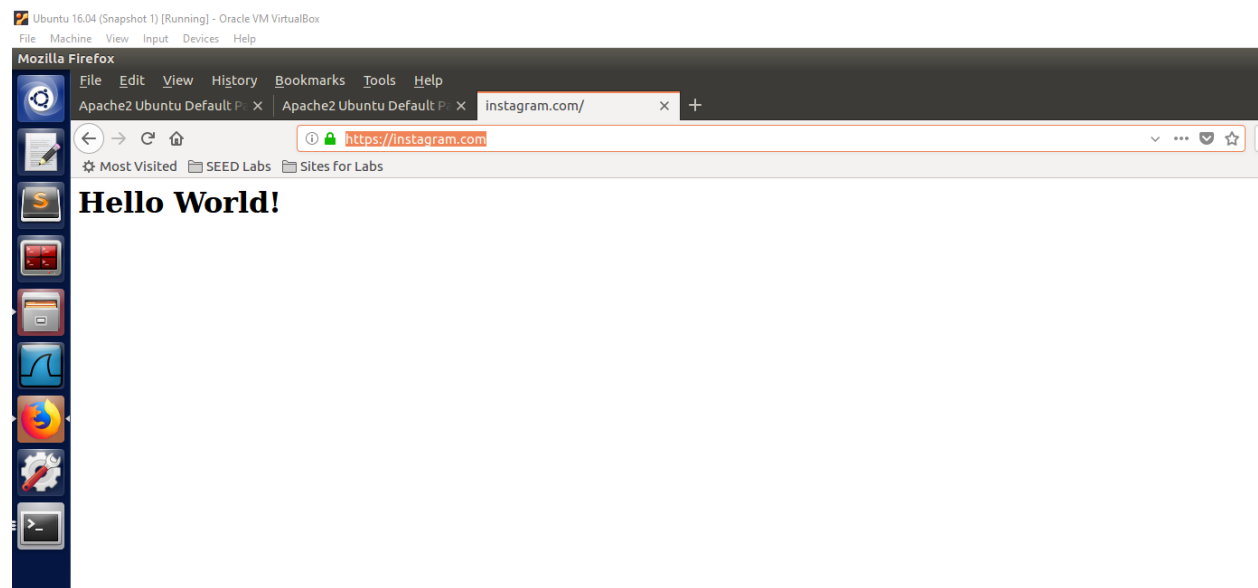 Ubuntu 16.04 (Snapshot 1) [Running] - Oracle VM VirtualBox
File Machine View Input Devices Help
Mozilla Firefox
File Edit View History Bookmarks Tools Help
Apache2 Ubuntu Default Pa Apache2 Ubuntu Default Pa instagram.com/
https://instagram.com
Most Visited SEED Labs Sites for Labs
Hello World!